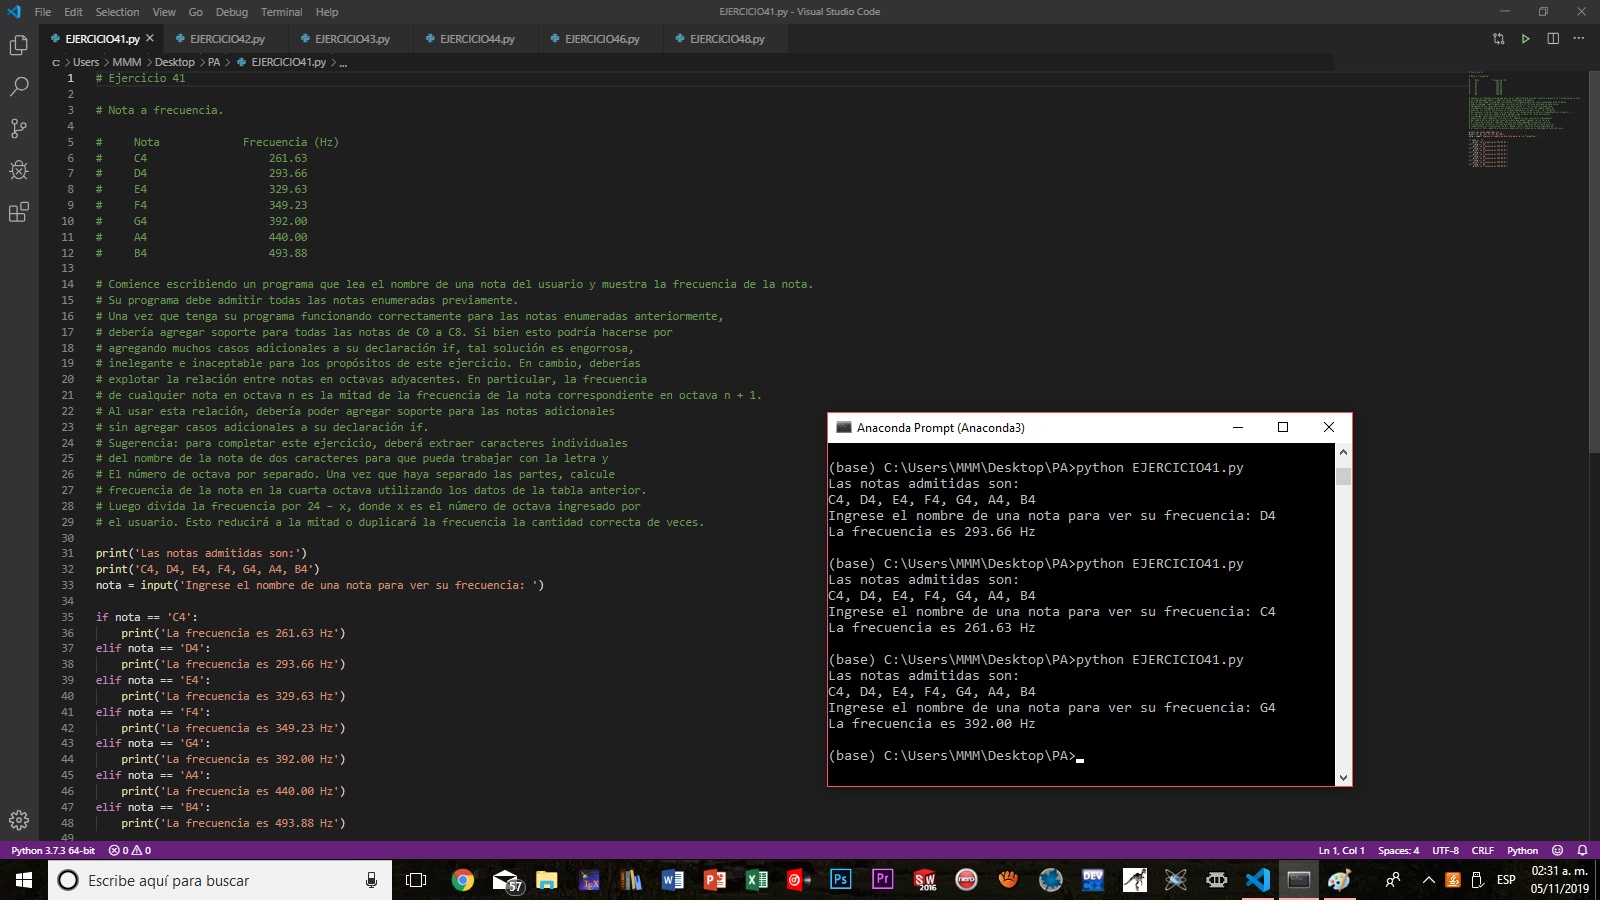 File Edit Selection View Go Debug Terminal Help
EJERCICIO41.py - Visual Studio Code
EJERCICIO41.py EJERCICIO42.py EJERCICIO43.py EJERCICIO44.py EJERCICIO46.py EJERCICIO48.py
C: > Users > MMM > Desktop > PA > EJERCICIO41.py > ...
1 # Ejercicio 41
2
3 # Nota a frecuencia.
4
5 # Nota Frecuencia (Hz)
6 # C4 261.63
7 # D4 293.66
8 # E4 329.63
9 # F4 349.23
10 # G4 392.00
11 # A4 440.00
12 # B4 493.88
13
14 # Comience escribiendo un programa que lea el nombre de una nota del usuario y muestra la frecuencia de la nota.
15 # Su programa debe admitir todas las notas enumeradas previamente.
16 # Una vez que tenga su programa funcionando correctamente para las notas enumeradas anteriormente,
17 # debería agregar soporte para todas las notas de C0 a C8. Si bien esto podría hacerse por
18 # agregando muchos casos adicionales a su declaración if, tal solución es engorrosa,
19 # inelegante e inaceptable para los propósitos de este ejercicio. En cambio, deberías
20 # explotar la relación entre notas en octavas adyacentes. En particular, la frecuencia
21 # de cualquier nota en octava n es la mitad de la frecuencia de la nota correspondiente en octava n + 1.
22 # Al usar esta relación, debería poder agregar soporte para las notas adicionales
23 # sin agregar casos adicionales a su declaración if.
24 # Sugerencia: para completar este ejercicio, deberá extraer caracteres individuales
25 # del nombre de la nota de dos caracteres para que pueda trabajar con la letra y
26 # El número de octava por separado. Una vez que haya separado las partes, calcule
27 # frecuencia de la nota en la cuarta octava utilizando los datos de la tabla anterior.
28 # Luego divida la frecuencia por 24 – x, donde x es el número de octava ingresado por
29 # el usuario. Esto reducirá a la mitad o duplicará la frecuencia la cantidad correcta de veces.
30
31 print('Las notas admitidas son:')
32 print('C4, D4, E4, F4, G4, A4, B4')
33 nota = input('Ingrese el nombre de una nota para ver su frecuencia: ')
34
35 if nota == 'C4':
36 print('La frecuencia es 261.63 Hz')
37 elif nota == 'D4':
38 print('La frecuencia es 293.66 Hz')
39 elif nota == 'E4':
40 print('La frecuencia es 329.63 Hz')
41 elif nota == 'F4':
42 print('La frecuencia es 349.23 Hz')
43 elif nota == 'G4':
44 print('La frecuencia es 392.00 Hz')
45 elif nota == 'A4':
46 print('La frecuencia es 440.00 Hz')
47 elif nota == 'B4':
48 print('La frecuencia es 493.88 Hz')
49
Anaconda Prompt (Anaconda3)
(base) C:\Users\MMM\Desktop\PA>python EJERCICIO41.py
Las notas admitidas son:
C4, D4, E4, F4, G4, A4, B4
Ingrese el nombre de una nota para ver su frecuencia: D4
La frecuencia es 293.66 Hz
(base) C:\Users\MMM\Desktop\PA>python EJERCICIO41.py
Las notas admitidas son:
C4, D4, E4, F4, G4, A4, B4
Ingrese el nombre de una nota para ver su frecuencia: C4
La frecuencia es 261.63 Hz
(base) C:\Users\MMM\Desktop\PA>python EJERCICIO41.py
Las notas admitidas son:
C4, D4, E4, F4, G4, A4, B4
Ingrese el nombre de una nota para ver su frecuencia: G4
La frecuencia es 392.00 Hz
(base) C:\Users\MMM\Desktop\PA>
Python 3.7.3 64-bit 0 0 Ln 1, Col 1 Spaces: 4 UTF-8 CRLF Python
Escribe aquí para buscar
57
Ps Pr SW 2016 nero DEV
ESP
02:31 a. m.
05/11/2019